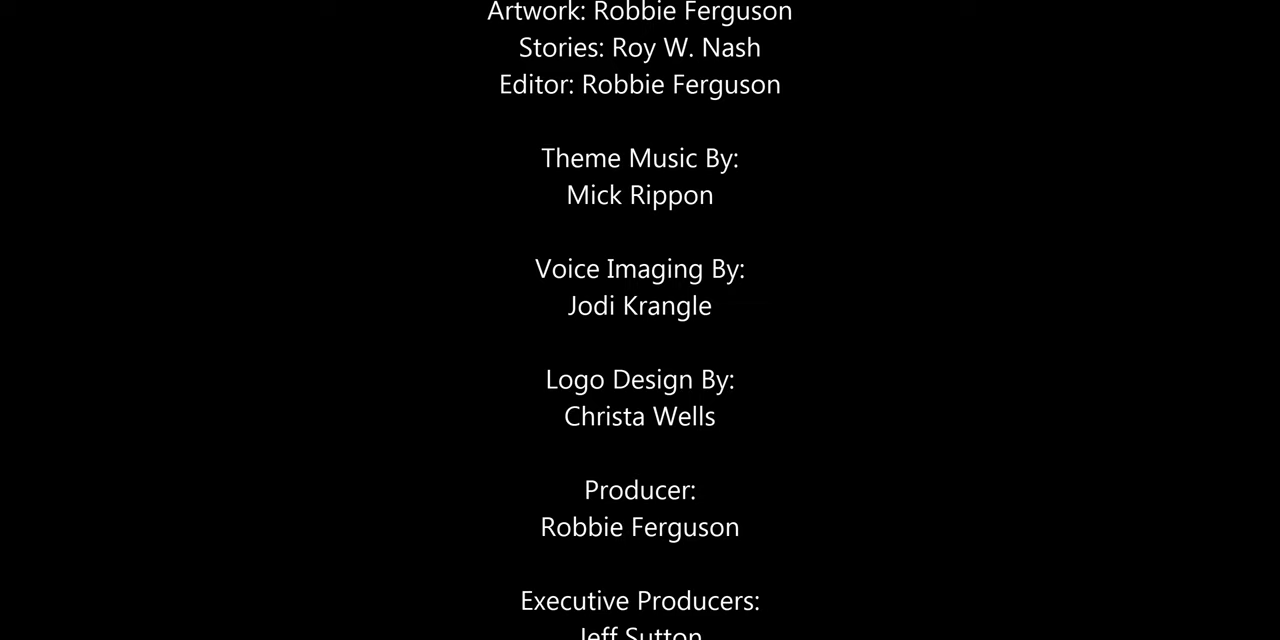 Artwork: Robbie Ferguson
Stories: Roy W. Nash
Editor: Robbie Ferguson
Theme Music By:
Mick Rippon
Voice Imaging By:
Jodi Krangle
Logo Design By:
Christa Wells
Producer:
Robbie Ferguson
Executive Producers:
Jeff Sutton